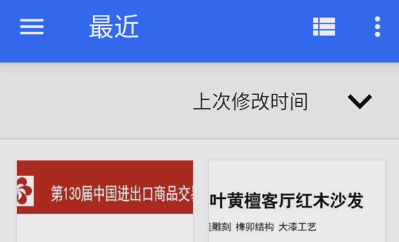 最近
上次修改时间
第130届中国进出口商品交
叶黄檀客厅红木沙发
雕刻 榫卯结构 大漆工艺